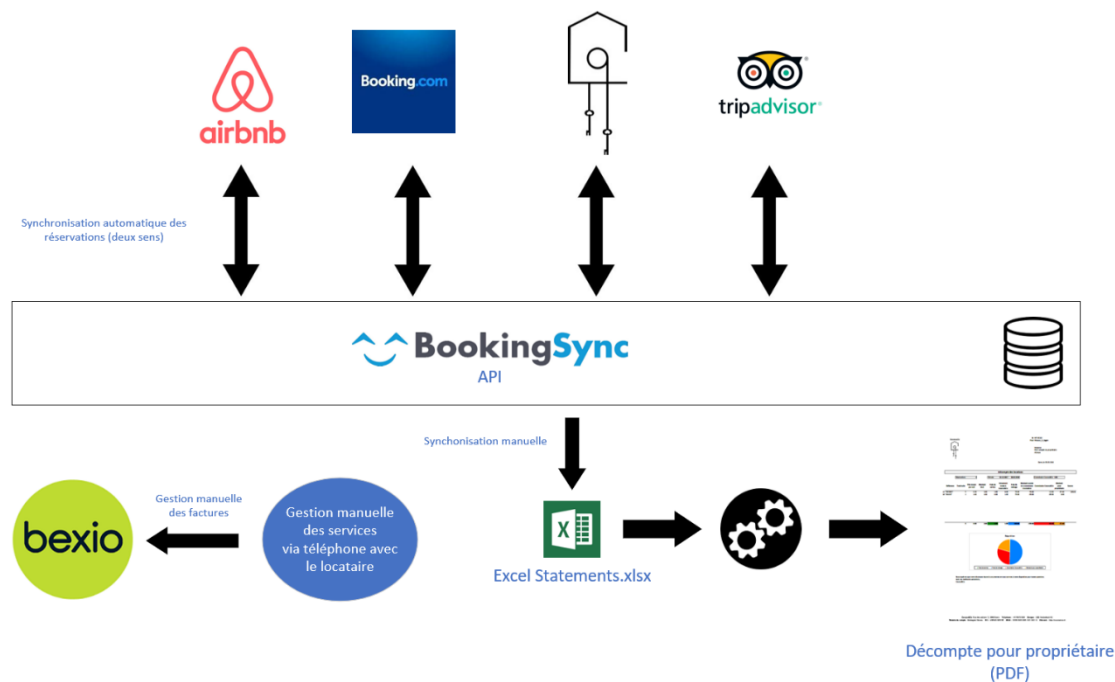 airbnb
Booking.com
tripadvisor
Synchronisation automatique des
réservations (deux sens)
BookingSync
API
Synchonisation manuelle
Gestion manuelle
des factures
bexio
Gestion manuelle
des services
via téléphone avec
le locataire
X
Excel Statements.xlsx
Décompte pour propriétaire
(PDF)